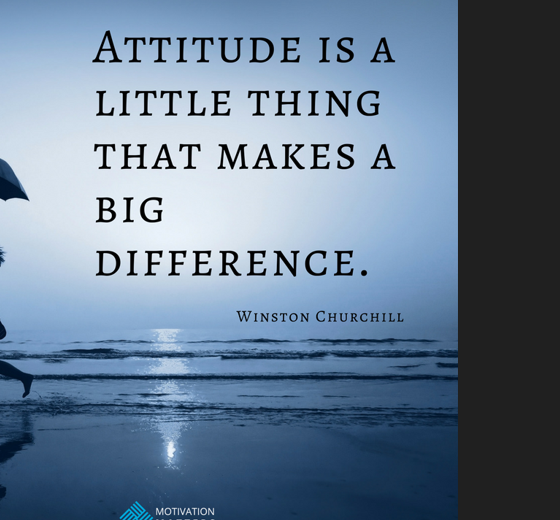 Attitude is a
little thing
that makes a
big
difference.
Winston Churchill
MOTIVATION